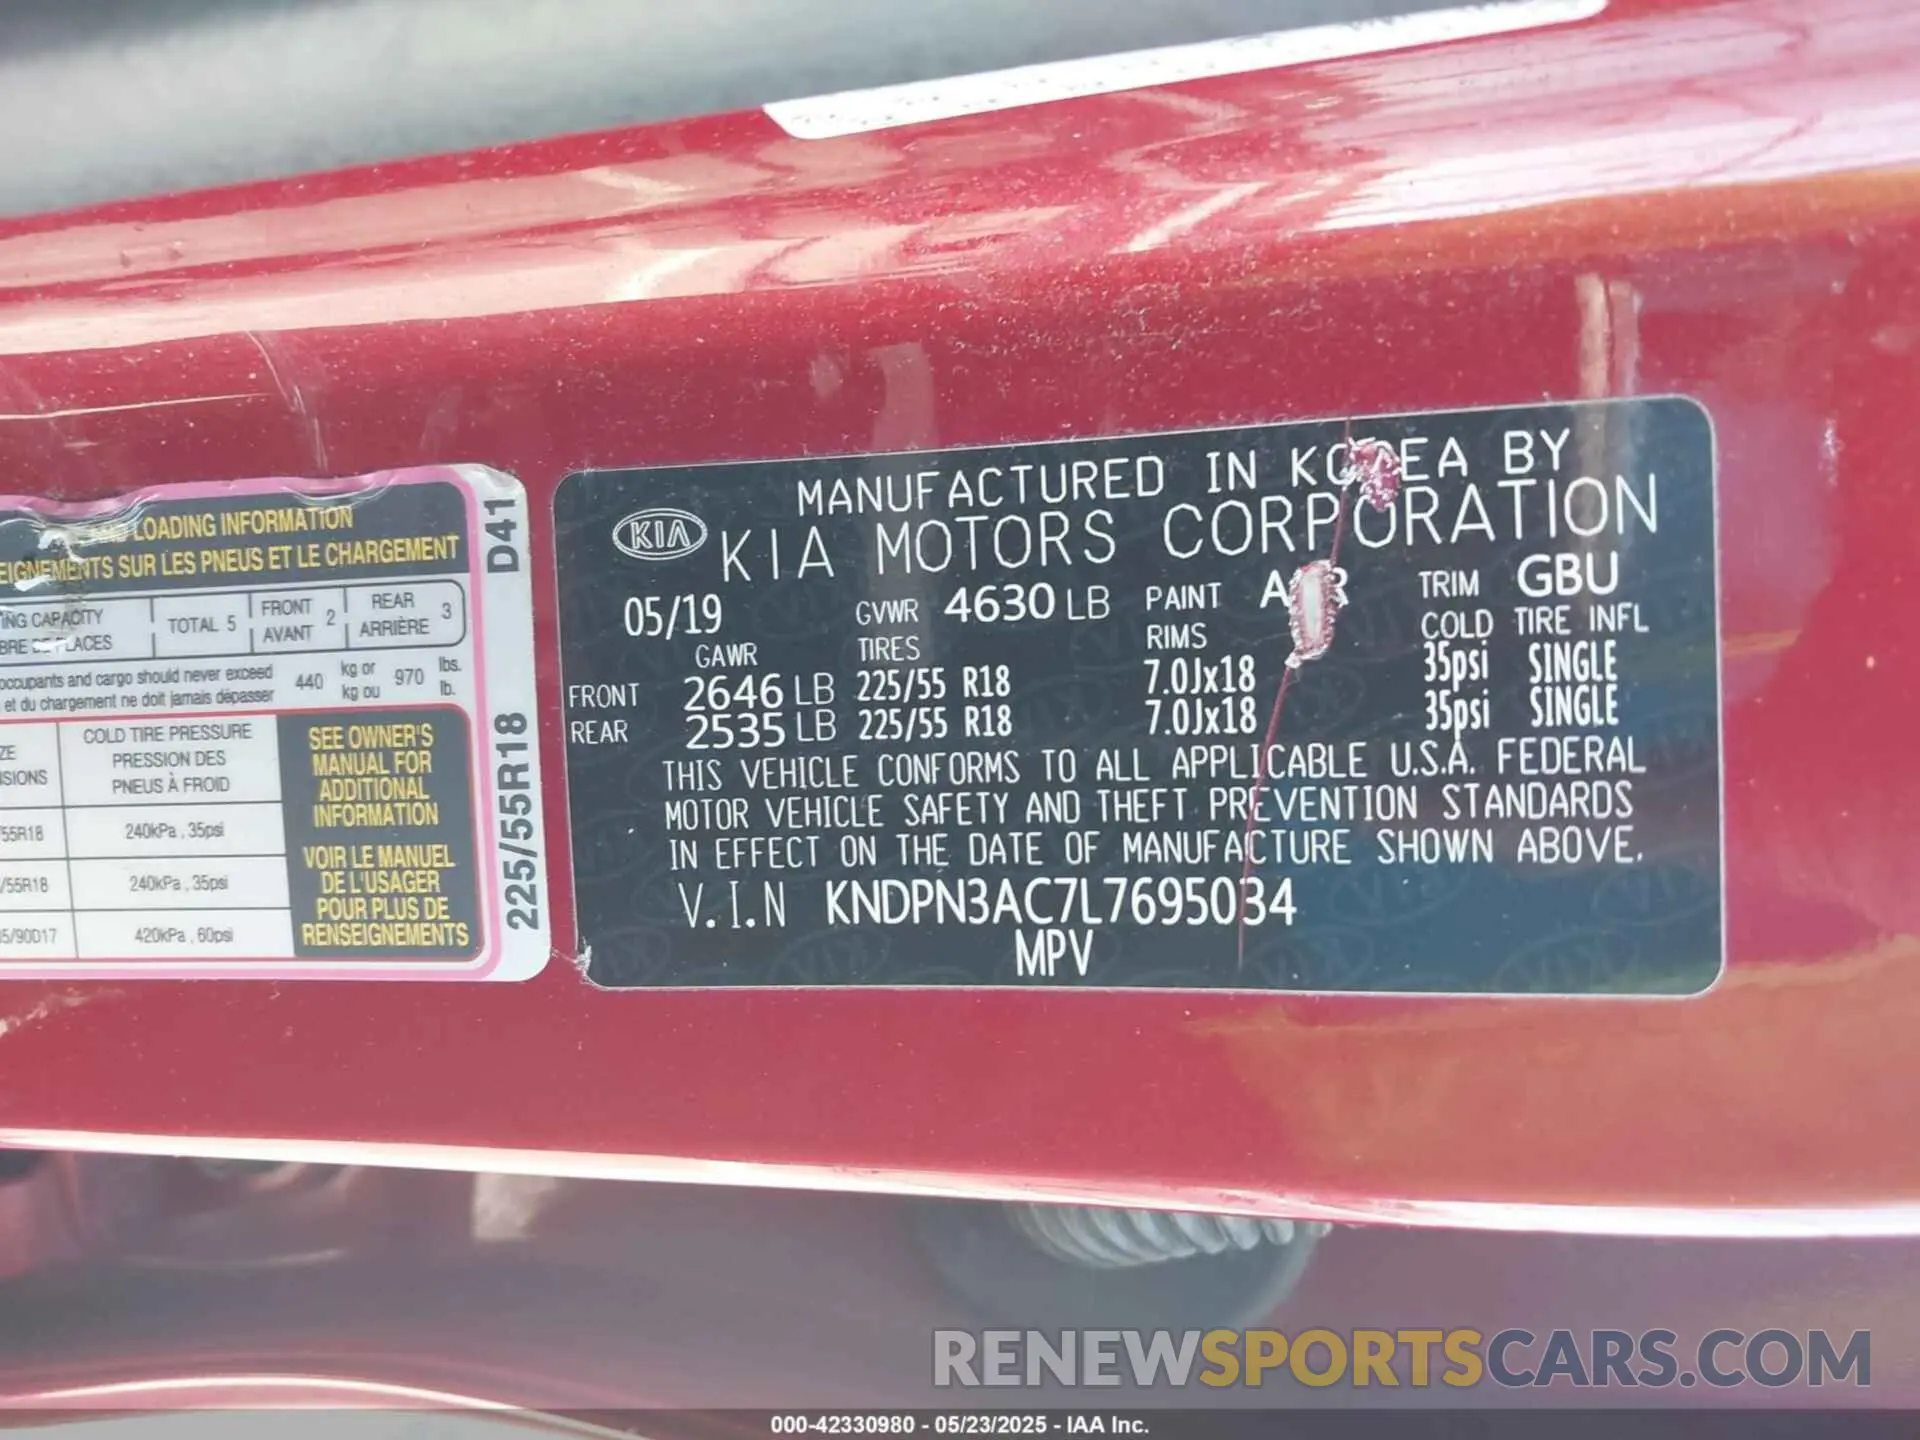 LOADING INFORMATION
SUR LES PNEUS ET LE CHARGEMENT
D41
CAPACITY
TOTAL 5
FRONT
AVANT
2
REAR
ARRIÈRE
3
occupants and cargo should never exceed
et du chargement ne doit jamais dépasser
440
kg or
kg ou
970
lbs.
lb.
COLD TIRE PRESSURE
PRESSION DES
PNEUS À FROID
240kPa , 35psi
240kPa , 35psi
420kPa , 60psi
SEE OWNER'S
MANUAL FOR
ADDITIONAL
INFORMATION
VOIR LE MANUEL
DE L'USAGER
POUR PLUS DE
RENSEIGNEMENTS
225/55R18
MANUFACTURED IN BY
KIA KIA MOTORS CORPORATION
05/19 GVWR 4630 LB PAINT TRIM GBU
GAWR TIRES RIMS COLD TIRE INFL
FRONT 2646 LB 225/55 R18 7.0Jx18 35psi SINGLE
REAR 2535 LB 225/55 R18 7.0Jx18 35psi SINGLE
THIS VEHICLE CONFORMS TO ALL APPLICABLE U.S.A. FEDERAL
MOTOR VEHICLE SAFETY AND THEFT PREVENTION STANDARDS
IN EFFECT ON THE DATE OF MANUFACTURE SHOWN ABOVE.
V.I.N KNDPN3AC7L7695034
MPV
RENEWSPORTSCARS.COM
000-42330980 - 05/23/2025 - IAA Inc.